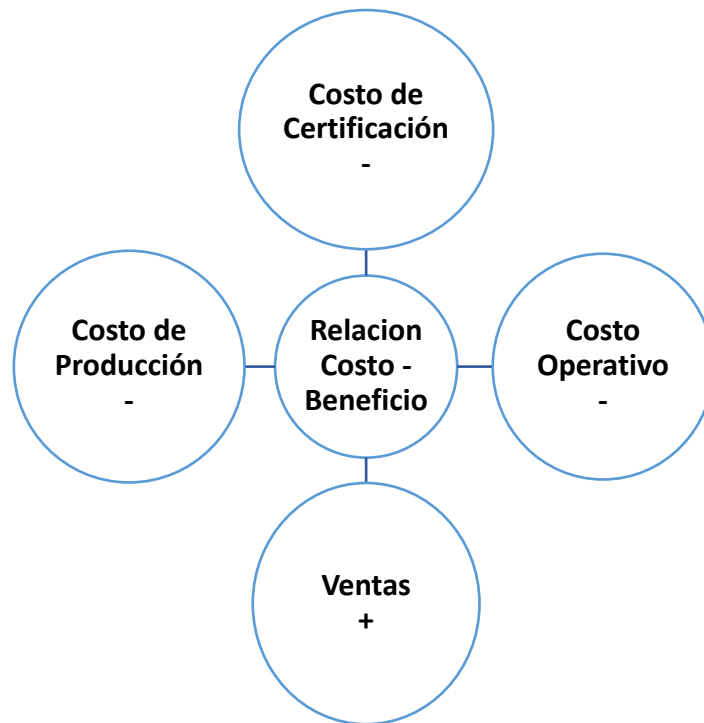 Costo de
Certificación
-
Costo de
Producción
-
Relacion
Costo -
Beneficio
Costo
Operativo
-
Ventas
+